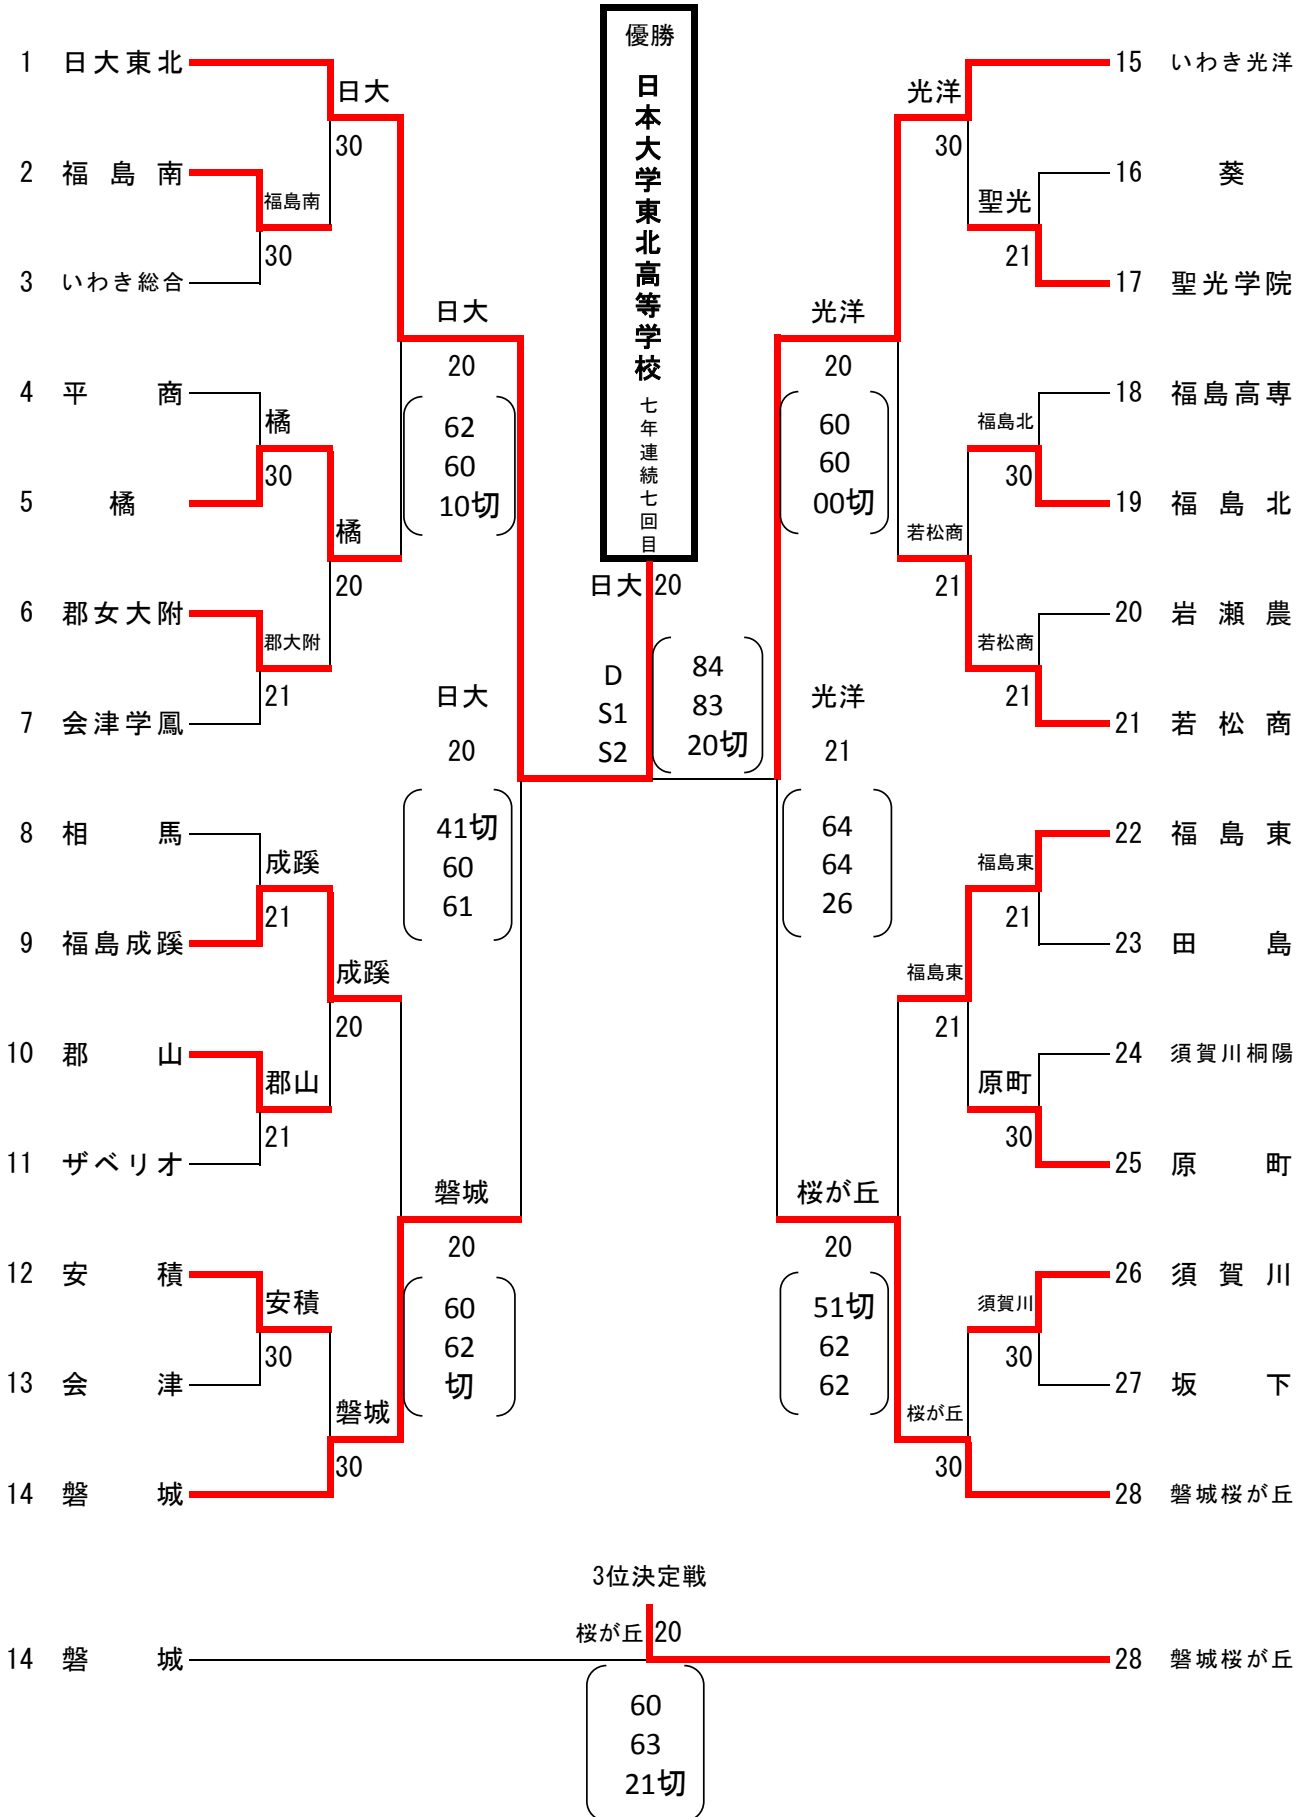 優勝
日本大学東北高等学校
七年連続七回目
1 日大東北
日大
30
2 福島南
福島南
30
3 いわき総合
日大
20
62
60
10切
4 平商
橘
30
5 橘
橘
20
6 郡女大附
郡大附
21
7 会津学鳳
日大
20
41切
60
61
8 相馬
成蹊
21
9 福島成蹊
成蹊
20
10 郡山
郡山
21
11 ザベリオ
磐城
20
60
62
切
12 安積
安積
30
13 会津
磐城
30
14 磐城
日大 20
D 84
S1 83
S2 20切
15 いわき光洋
光洋
30
16 葵
聖光
21
17 聖光学院
光洋
20
60
60
00切
18 福島高専
福島北
30
19 福島北
若松商
21
20 岩瀬農
若松商
21
21 若松商
光洋
21
64
64
26
22 福島東
福島東
21
23 田島
福島東
21
24 須賀川桐陽
原町
30
25 原町
桜が丘
20
51切
62
62
26 須賀川
須賀川
30
27 坂下
桜が丘
30
28 磐城桜が丘
3位決定戦
桜が丘 20
14 磐城
28 磐城桜が丘
60
63
21切